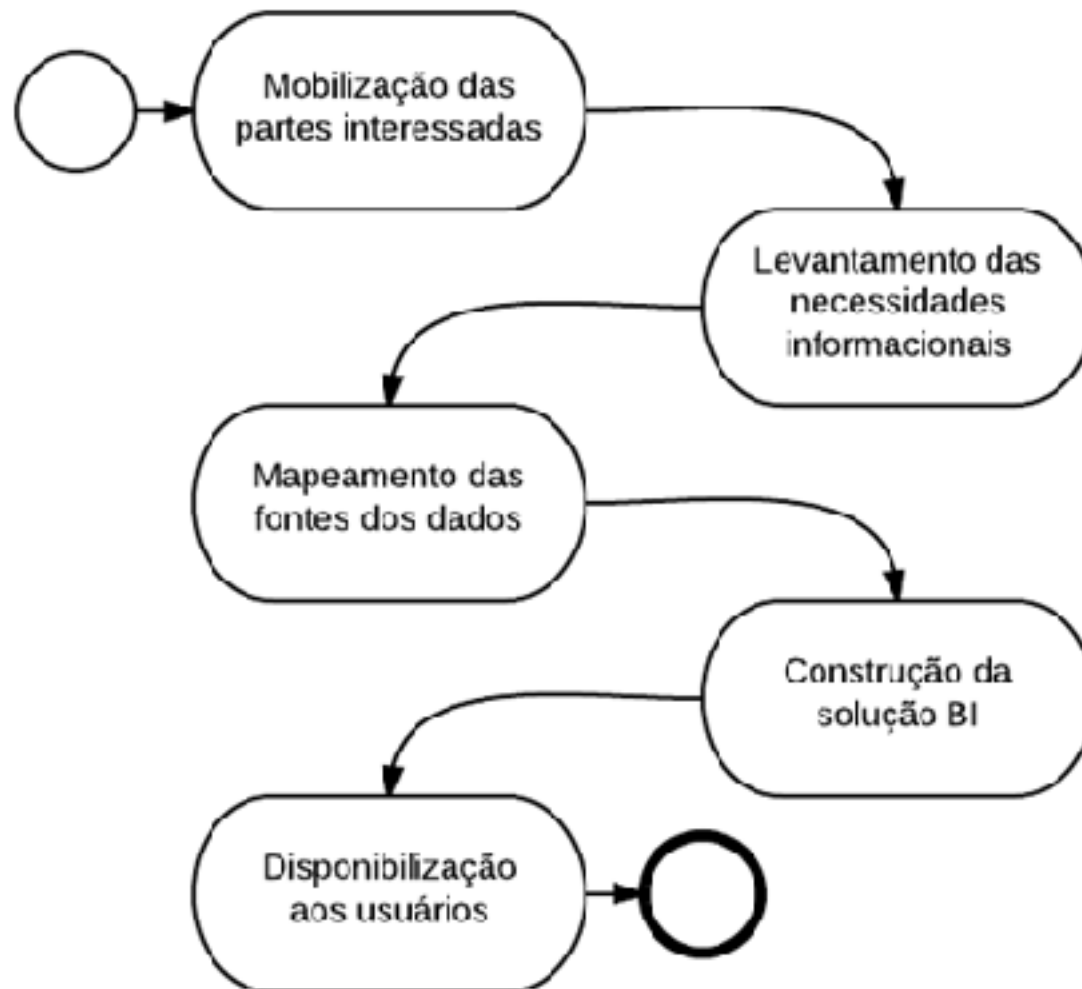 Mobilização das
partes interessadas
Levantamento das
necessidades
informacionais
Mapeamento das
fontes dos dados
Construção da
solução BI
Disponibilização
aos usuários